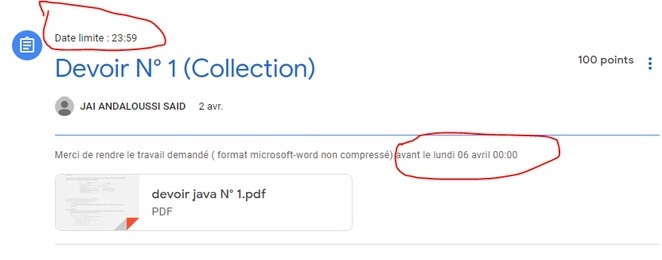 Date limite : 23:59
Devoir N° 1 (Collection)
100 points
JAI ANDALOUSSI SAID 2 avr.
Merci de rendre le travail demandé ( format microsoft-word non compressé) avant le lundi 06 avril 00:00
devoir java N° 1.pdf
PDF